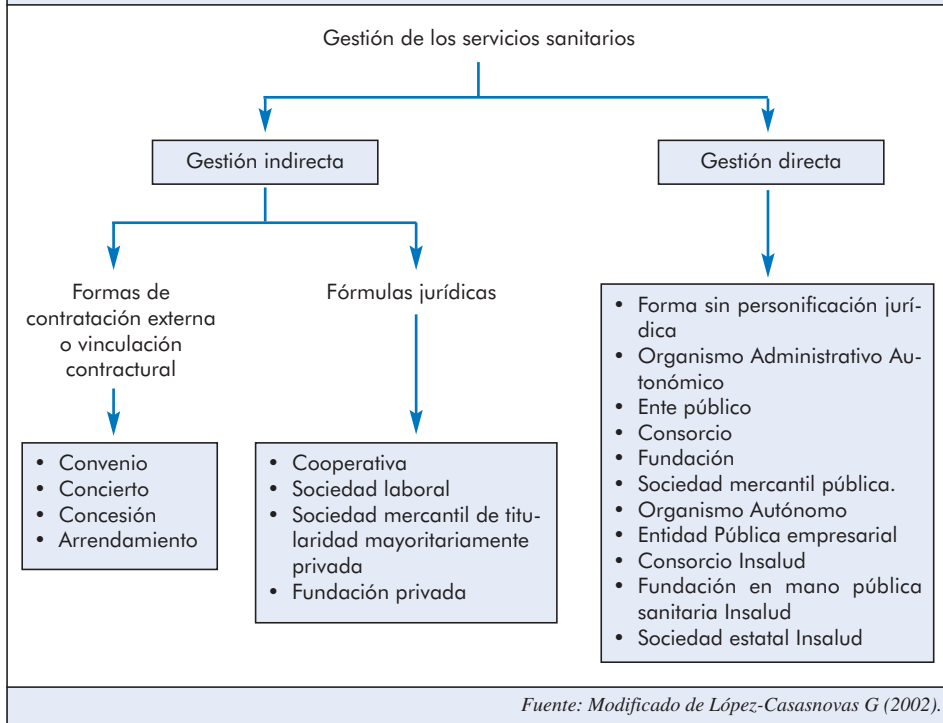 Gestión de los servicios sanitarios
Gestión indirecta
Gestión directa
Formas de
contratación externa
o vinculación
contractural
Fórmulas jurídicas
• Convenio
• Concierto
• Concesión
• Arrendamiento
• Cooperativa
• Sociedad laboral
• Sociedad mercantil de titu-
laridad mayoritariamente
privada
• Fundación privada
• Forma sin personificación jurí-
dica
• Organismo Administrativo Au-
tonómico
• Ente público
• Consorcio
• Fundación
• Sociedad mercantil pública.
• Organismo Autónomo
• Entidad Pública empresarial
• Consorcio Insalud
• Fundación en mano pública
sanitaria Insalud
• Sociedad estatal Insalud
Fuente: Modificado de López-Casasnovas G (2002).